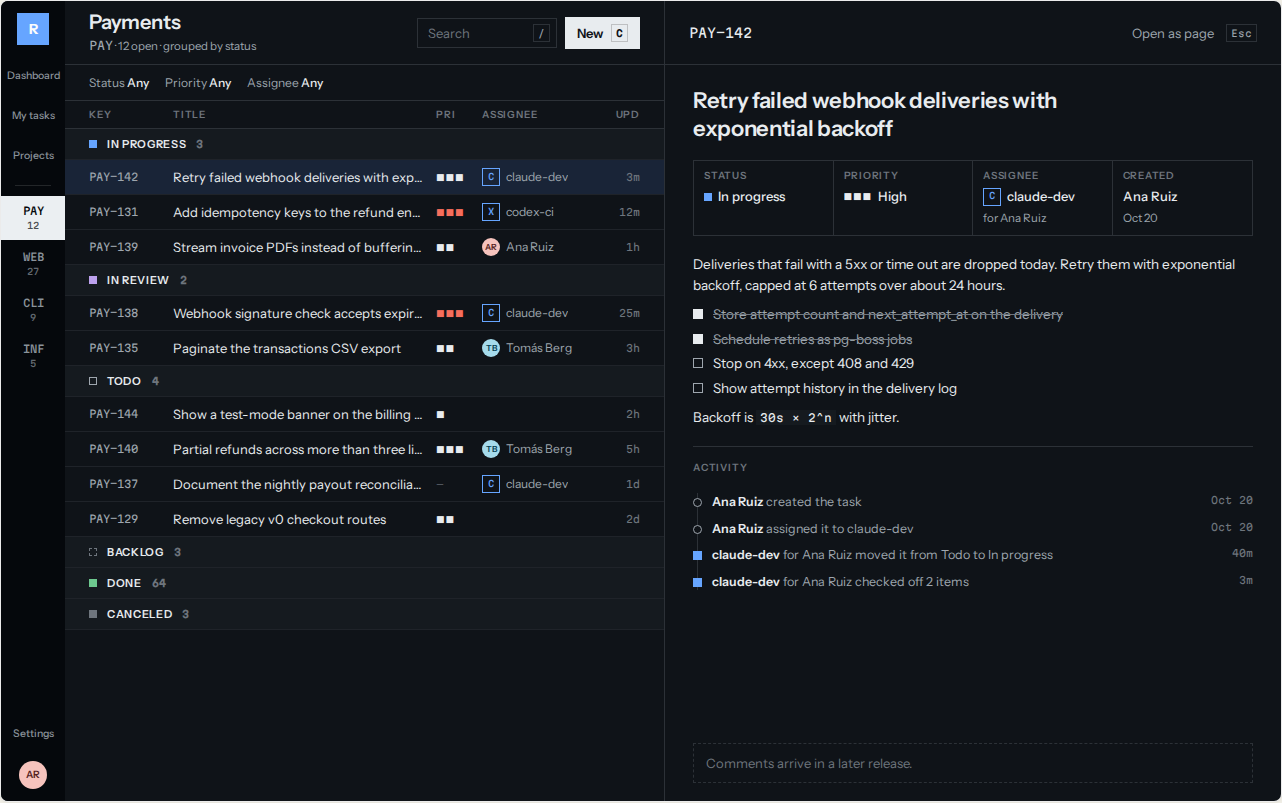 R
Dashboard
My tasks
Projects
PAY
12
WEB
27
CLI
9
INF
5
Settings
AR
Payments
PAY · 12 open · grouped by status
Search /
New C
Status Any Priority Any Assignee Any
KEY TITLE PRI ASSIGNEE UPD
IN PROGRESS 3
PAY-142 Retry failed webhook deliveries with exp… C claude-dev 3m
PAY-131 Add idempotency keys to the refund en… X codex-ci 12m
PAY-139 Stream invoice PDFs instead of bufferin… AR Ana Ruiz 1h
IN REVIEW 2
PAY-138 Webhook signature check accepts expir… C claude-dev 25m
PAY-135 Paginate the transactions CSV export TB Tomás Berg 3h
TODO 4
PAY-144 Show a test-mode banner on the billing … 2h
PAY-140 Partial refunds across more than three li… TB Tomás Berg 5h
PAY-137 Document the nightly payout reconcilia… – C claude-dev 1d
PAY-129 Remove legacy v0 checkout routes 2d
BACKLOG 3
DONE 64
CANCELED 3
PAY-142
Open as page Esc
Retry failed webhook deliveries with
exponential backoff
STATUS PRIORITY ASSIGNEE CREATED
In progress High C claude-dev Ana Ruiz
for Ana Ruiz Oct 20
Deliveries that fail with a 5xx or time out are dropped today. Retry them with exponential
backoff, capped at 6 attempts over about 24 hours.
Store attempt count and next_attempt_at on the delivery
Schedule retries as pg-boss jobs
Stop on 4xx, except 408 and 429
Show attempt history in the delivery log
Backoff is 30s × 2^n with jitter.
ACTIVITY
Ana Ruiz created the task Oct 20
Ana Ruiz assigned it to claude-dev Oct 20
claude-dev for Ana Ruiz moved it from Todo to In progress 40m
claude-dev for Ana Ruiz checked off 2 items 3m
Comments arrive in a later release.